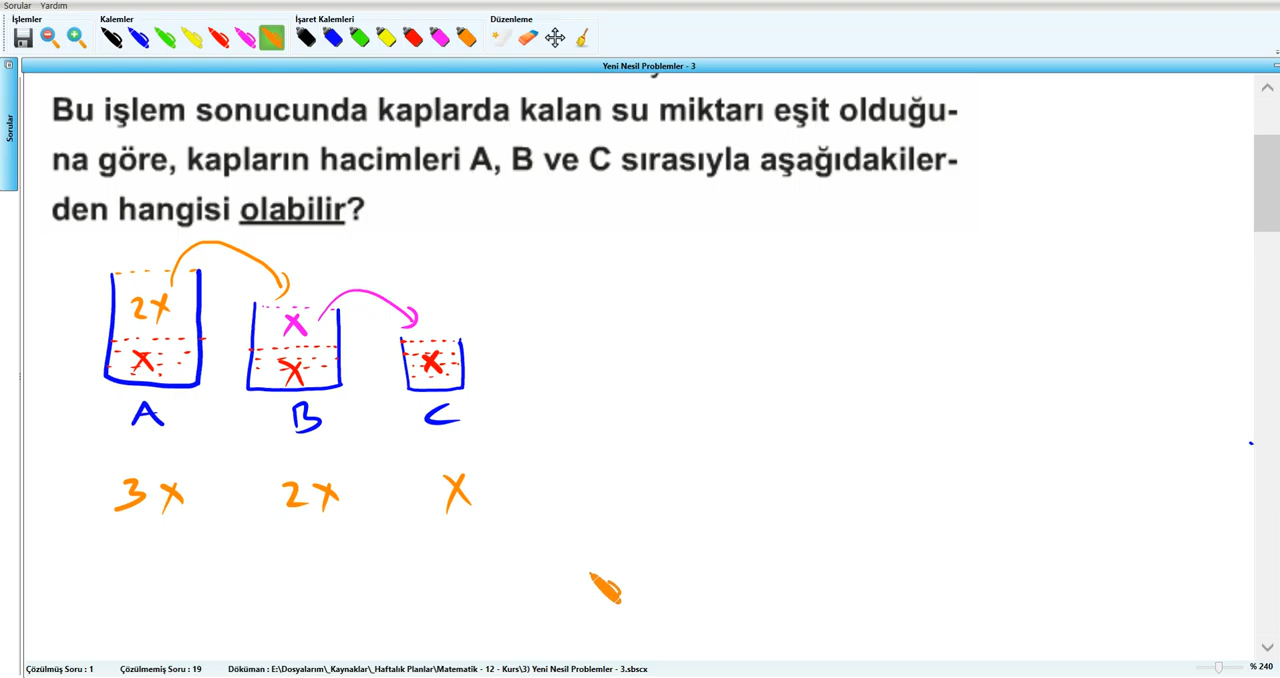 Sorular Yardım
İşlemler Kalemler İşaret Kalemleri Düzenleme
Yeni Nesil Problemler - 3
Sorular
Bu işlem sonucunda kaplarda kalan su miktarı eşit olduğu-
na göre, kapların hacimleri A, B ve C sırasıyla aşağıdakiler-
den hangisi olabilir?
2x x
x x x
A B C
3x 2x x
Çözülmüş Soru : 1 Çözülmemiş Soru : 19 Döküman : E:\Dosyalarım\_Kaynaklar\_Haftalık Planlar\Matematik - 12 - Kurs\3) Yeni Nesil Problemler - 3.sbscx % 240